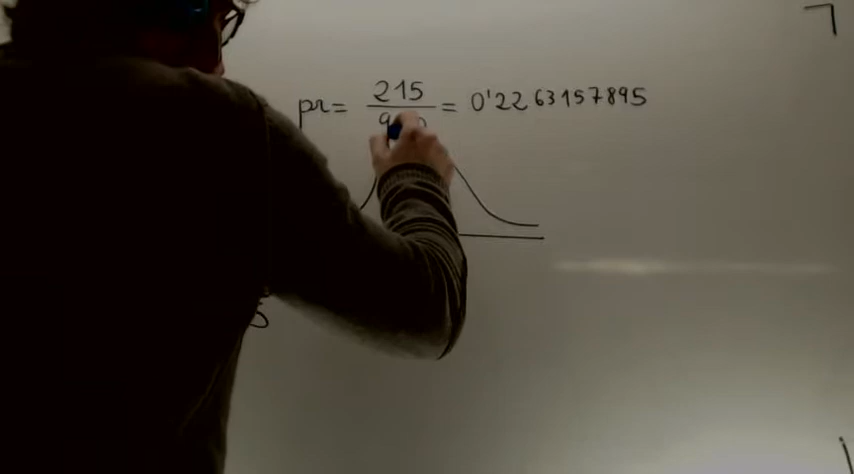 pr = 215 = 0'2263157895